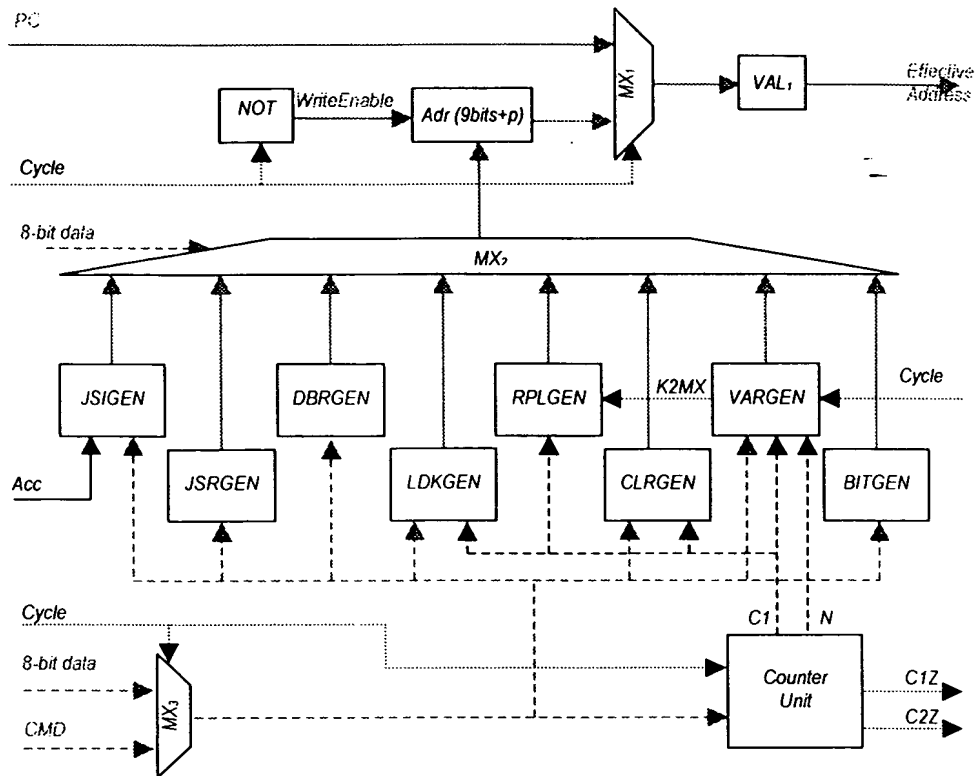 PC
MX₁
VAL₁
Effective
Address
NOT
WriteEnable
Adr (9bits+p)
Cycle
8-bit data
MX₂
JSIGEN
DBRGEN
RPLGEN
K2MX
VARGEN
Cycle
Acc
JSRGEN
LDKGEN
CLRGEN
BITGEN
Cycle
C1
N
8-bit data
MX₃
CMD
Counter
Unit
C1Z
C2Z